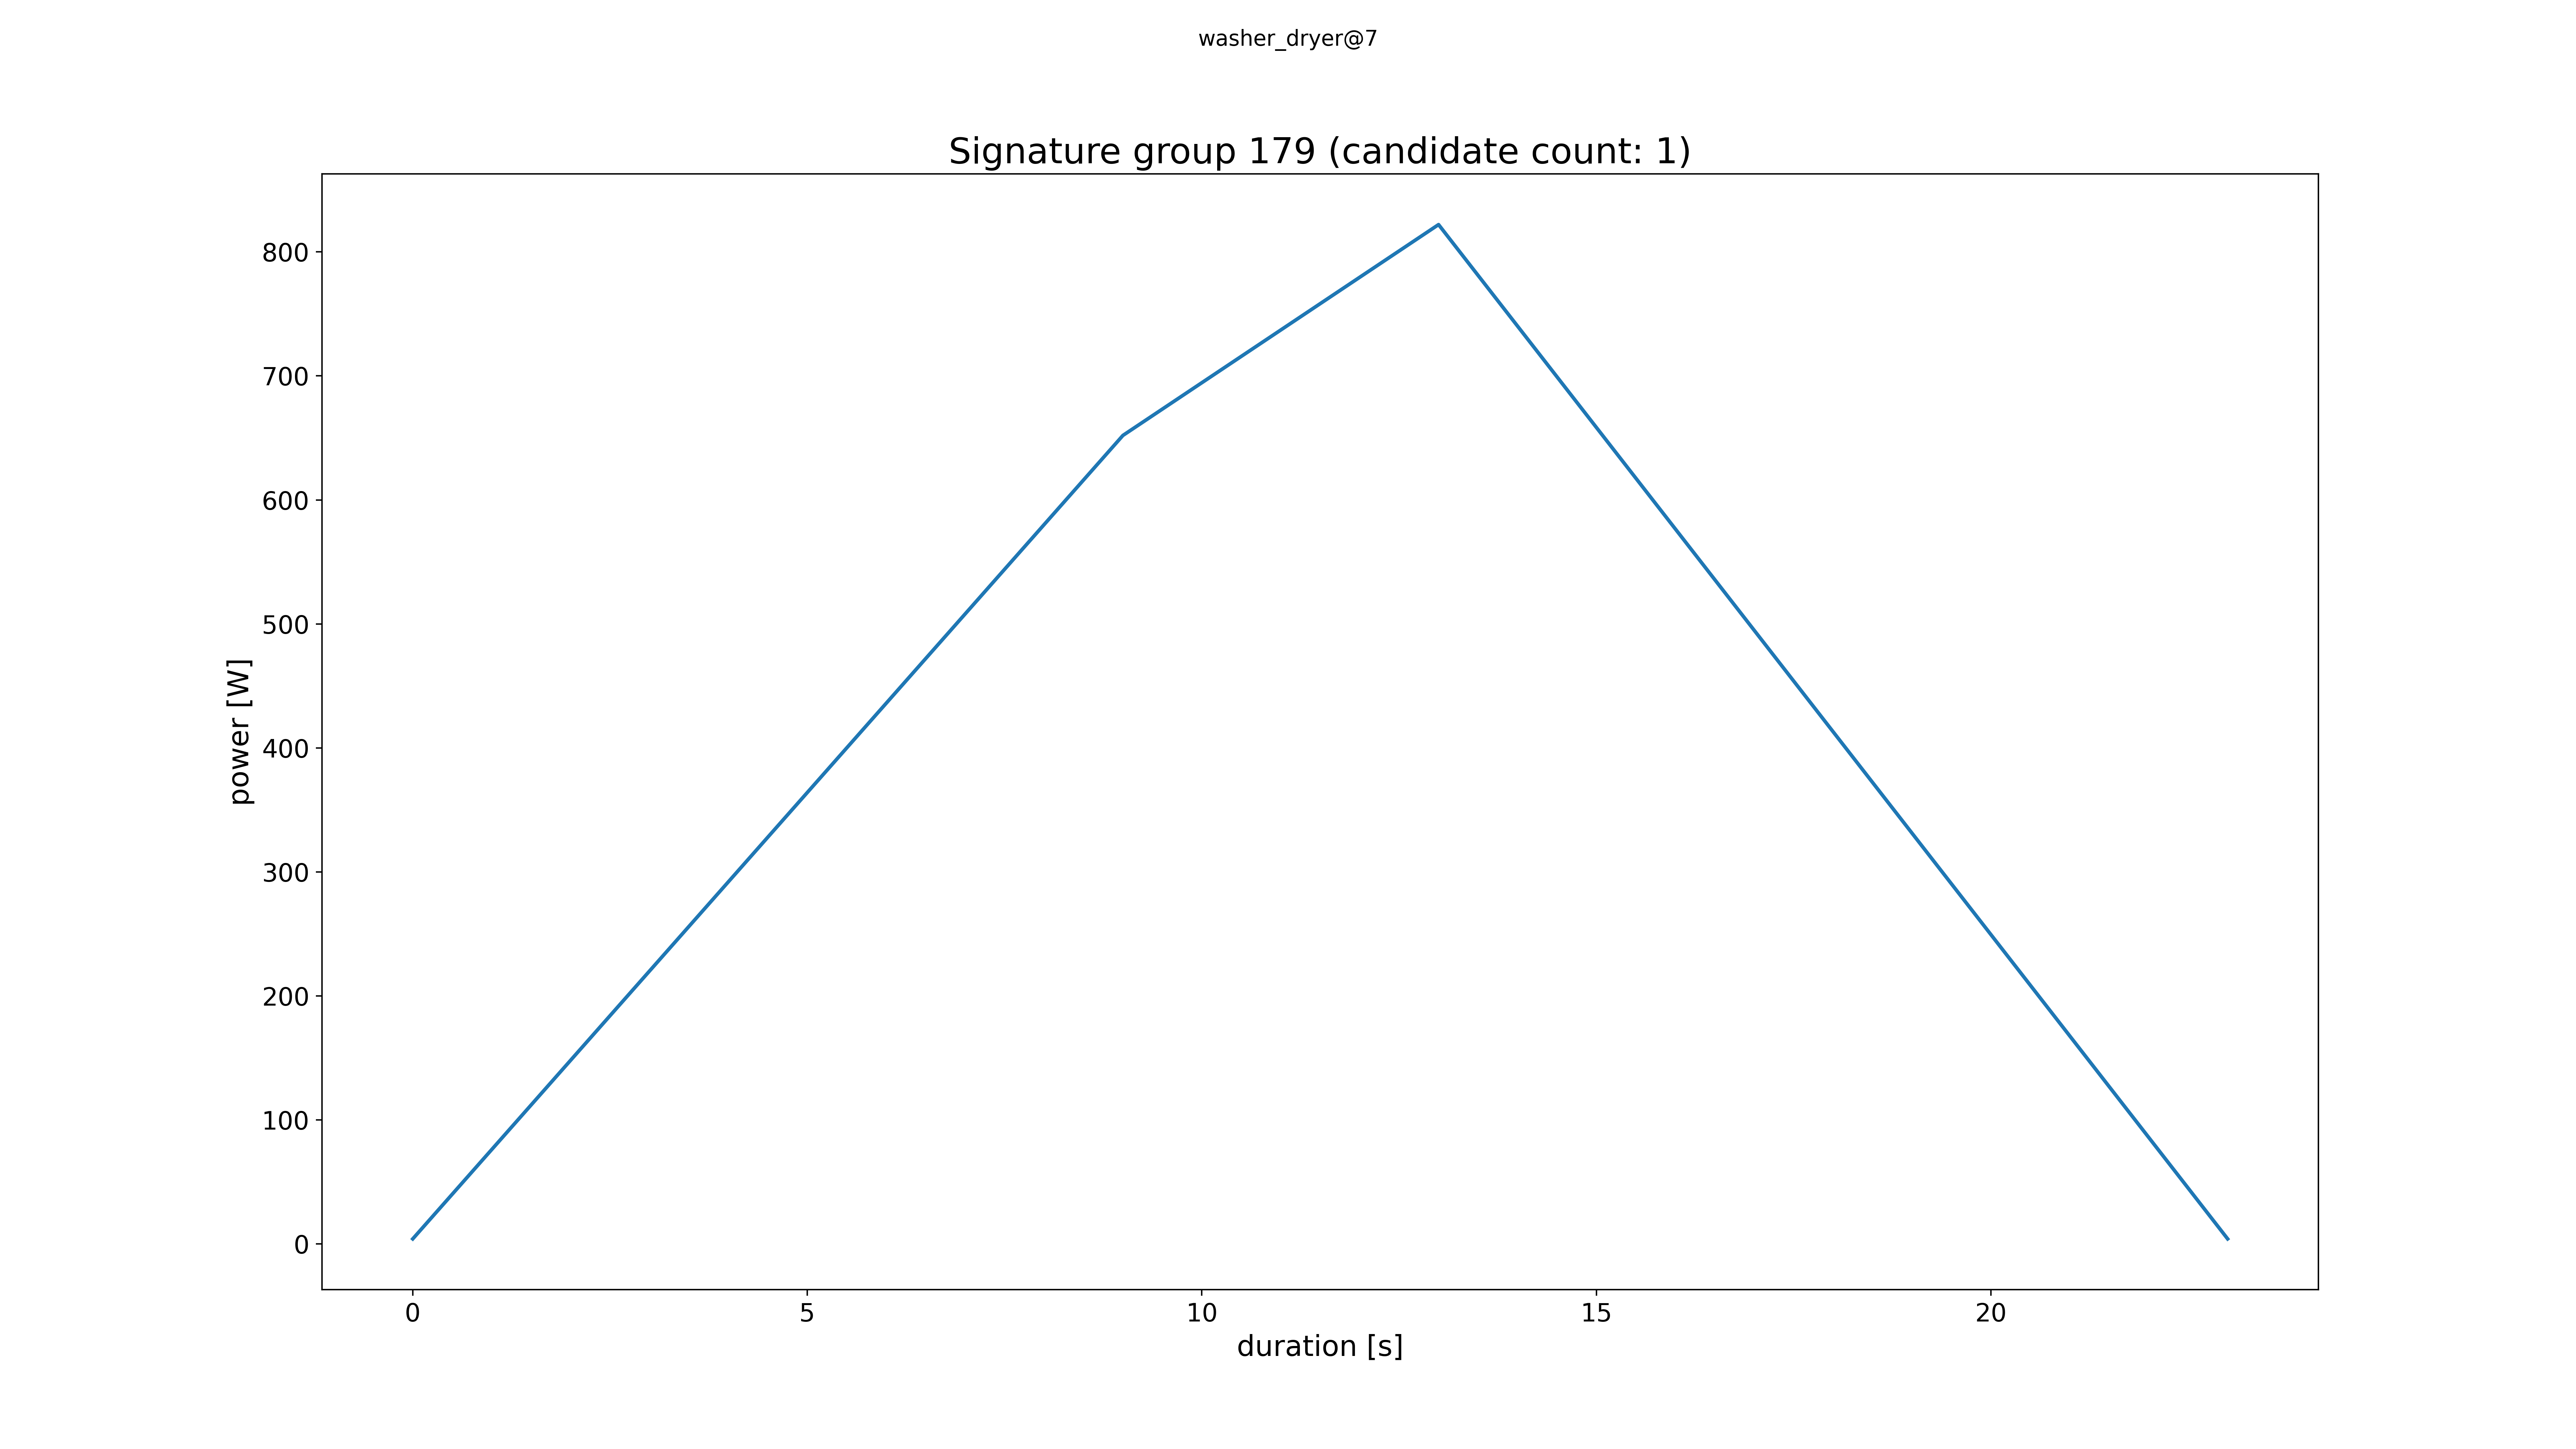 washer_dryer@7
Signature group 179 (candidate count: 1)
800
700
600
500
400
300
200
100
0
power [W]
0 5 10 15 20
duration [s]